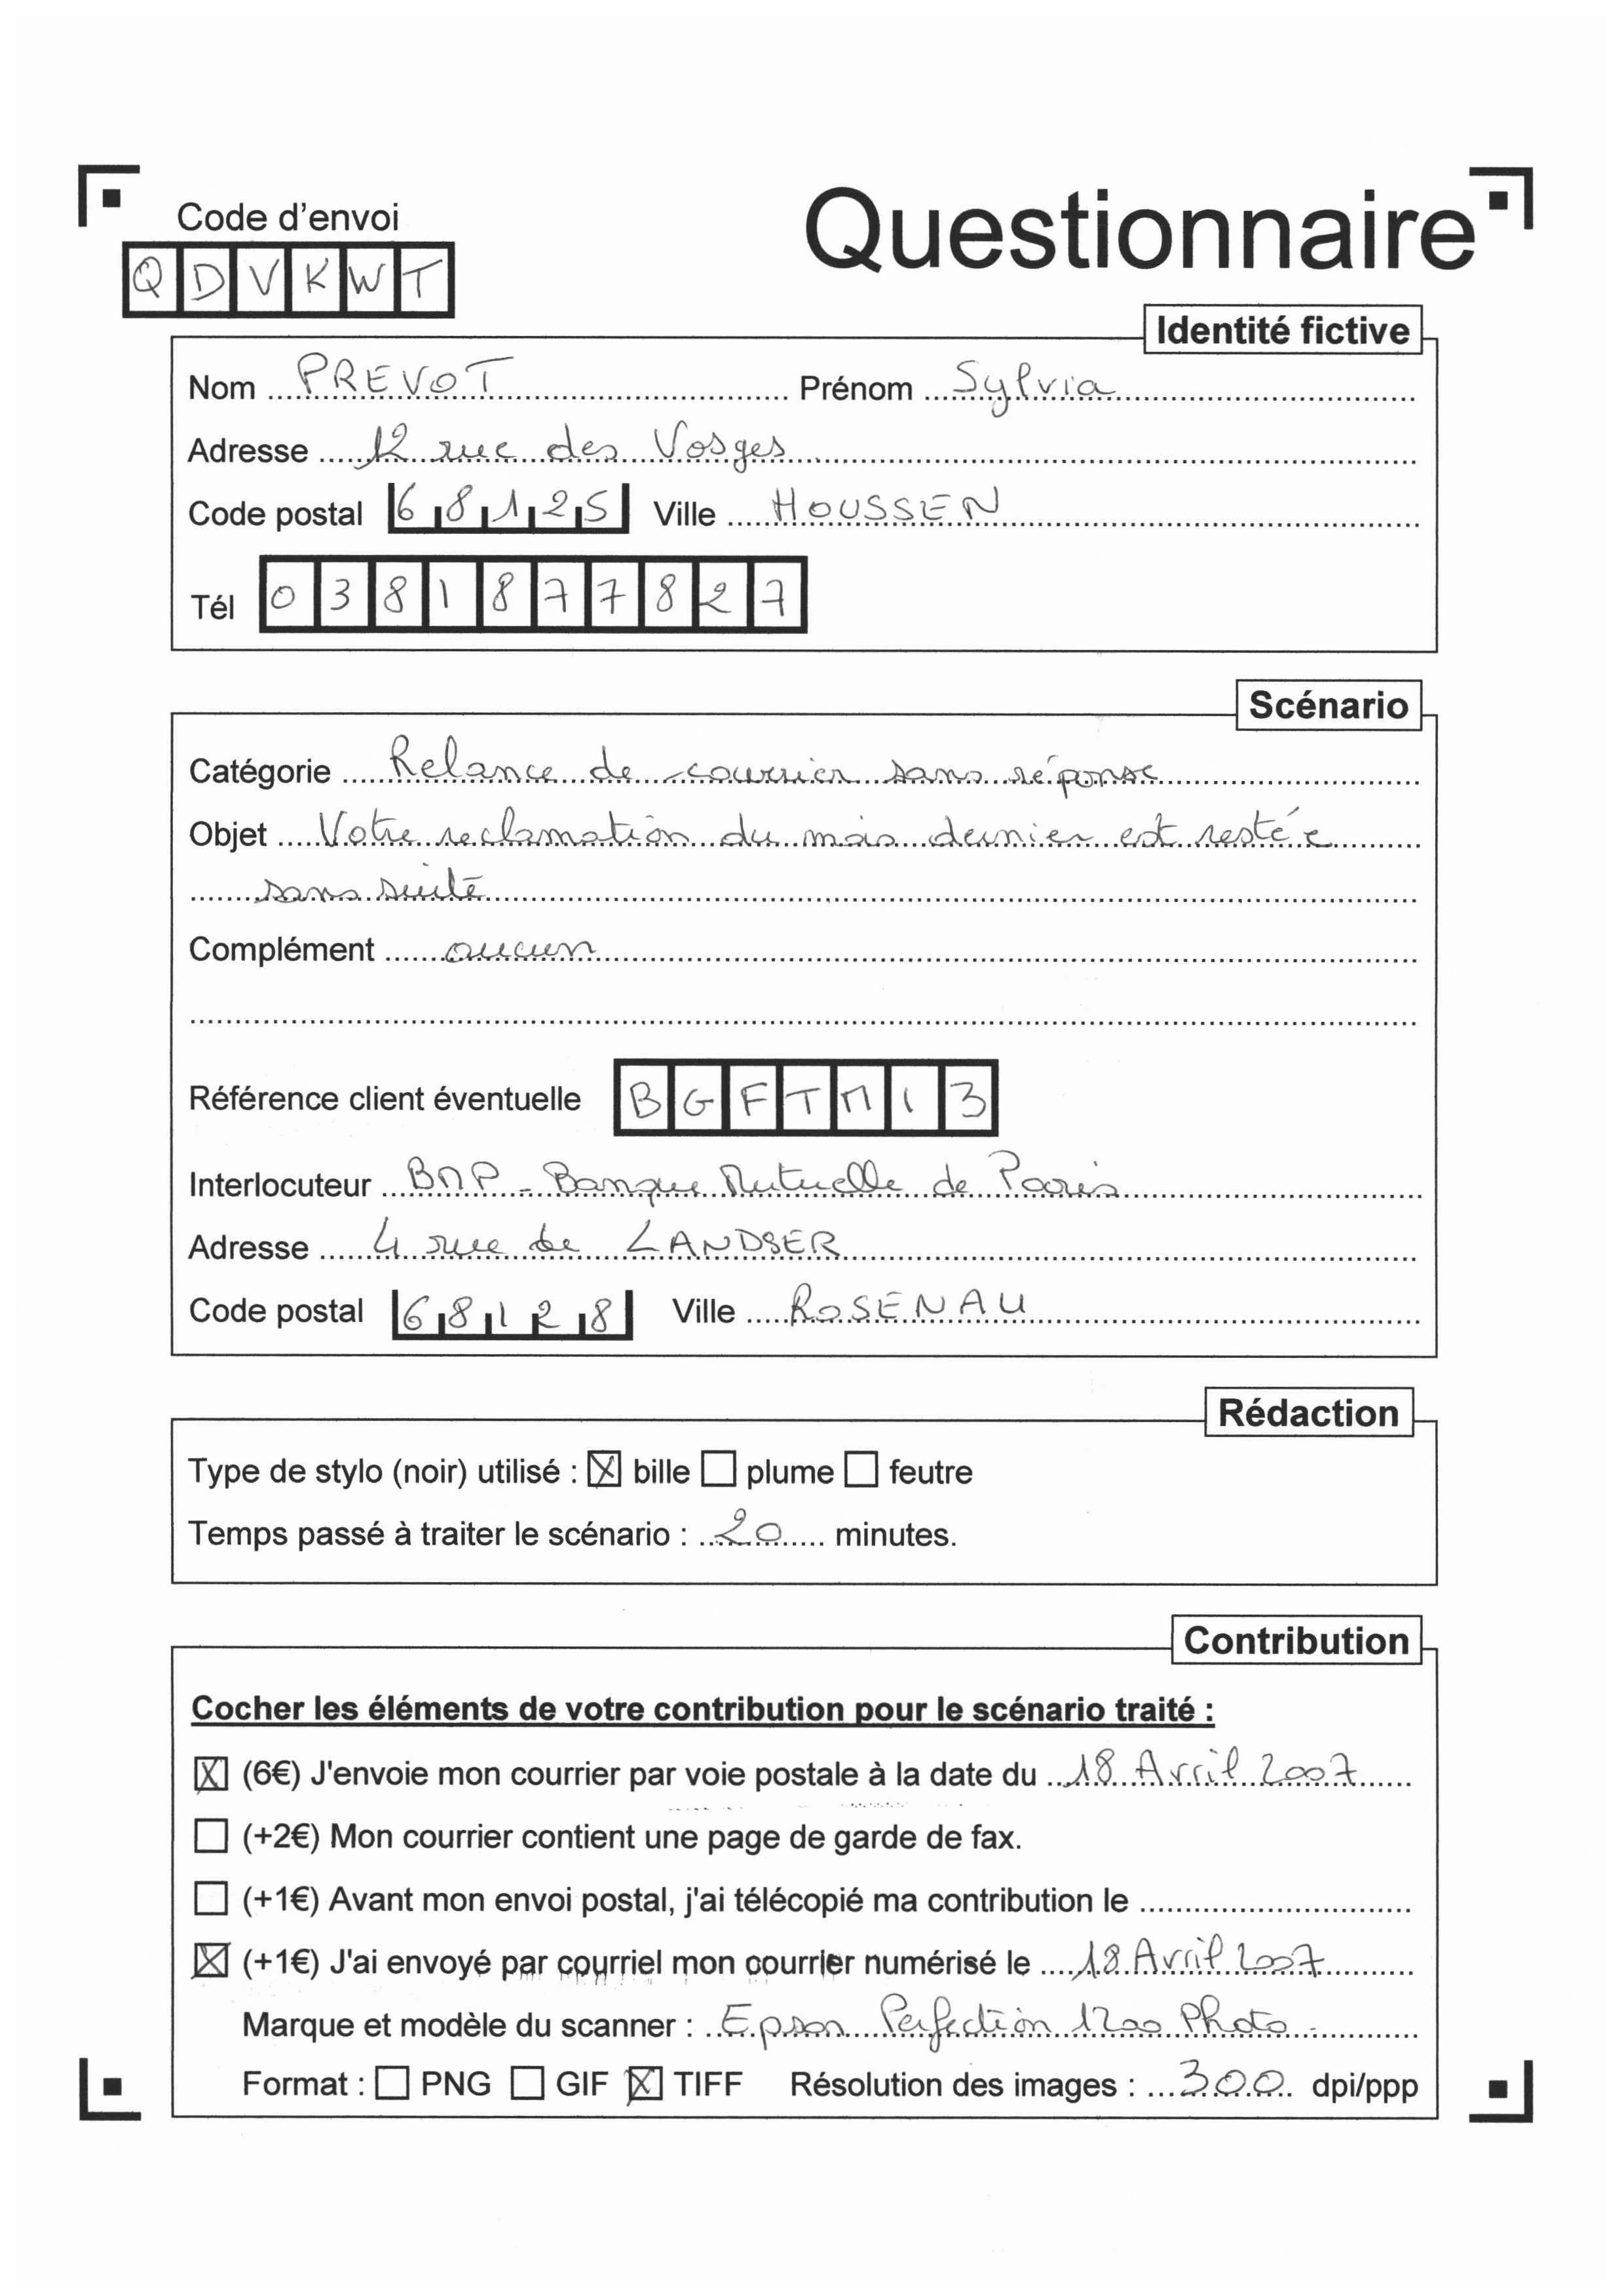 Code d'envoi
QDVKWT
Questionnaire
Identité fictive
Nom PREVOT Prénom Sylvia
Adresse 12 rue des Vosges
Code postal 68125 Ville HOUSSEN
Tél 0381877827
Scénario
Catégorie Relance de courrier sans réponse
Objet Votre reclamation du mois dernier est restée
sans suite
Complément aucun
Référence client éventuelle BGFTM13
Interlocuteur BMP - Banque Mutuelle de Paris
Adresse 4 rue de LANDSER
Code postal 68128 Ville ROSENAU
Rédaction
Type de stylo (noir) utilisé : bille plume feutre
Temps passé à traiter le scénario : 20 minutes.
Contribution
Cocher les éléments de votre contribution pour le scénario traité :
(6€) J'envoie mon courrier par voie postale à la date du 18 Avril 2007
(+2€) Mon courrier contient une page de garde de fax.
(+1€) Avant mon envoi postal, j'ai télécopié ma contribution le
(+1€) J'ai envoyé par courriel mon courrier numérisé le 18 Avril 2007
Marque et modèle du scanner : Epson Perfection 1200 Photo
Format : PNG GIF TIFF Résolution des images : 300 dpi/ppp